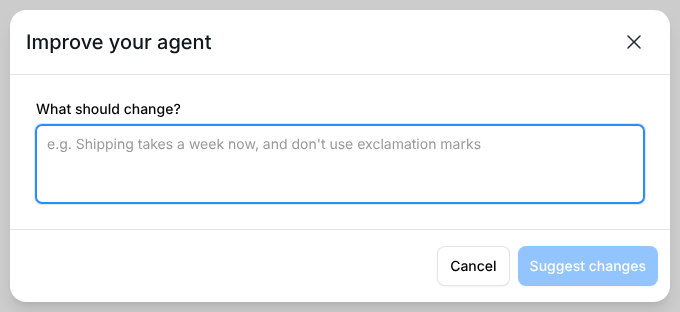 Improve your agent
What should change?
e.g. Shipping takes a week now, and don't use exclamation marks
Cancel
Suggest changes